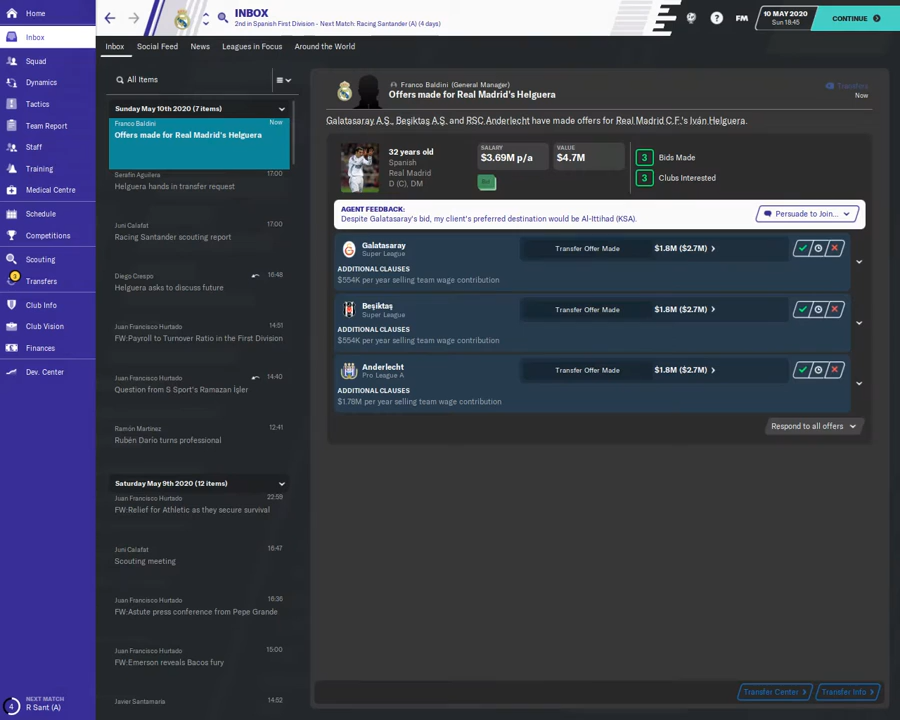 Home
INBOX
2nd in Spanish First Division - Next Match: Racing Santander (A) (4 days)
FM
10 MAY 2020
Sun 18:45
CONTINUE
Inbox
Squad
Dynamics
Tactics
Team Report
Staff
Training
Medical Centre
Schedule
Competitions
Scouting
Transfers
Club Info
Club Vision
Finances
Dev. Center
4
NEXT MATCH
R Sant (A)
Inbox
Social Feed
News
Leagues in Focus
Around the World
All Items
Sunday May 10th 2020 (7 items)
Franco Baldini
Now
Offers made for Real Madrid's Helguera
Serafín Aguilera
17:00
Helguera hands in transfer request
Juni Calafat
17:00
Racing Santander scouting report
Diego Crespo
16:48
Helguera asks to discuss future
Juan Francisco Hurtado
14:51
FW:Payroll to Turnover Ratio in the First Division
Juan Francisco Hurtado
14:40
Question from S Sport's Ramazan İşler
Ramón Martínez
12:41
Rubén Darío turns professional
Saturday May 9th 2020 (12 items)
Juan Francisco Hurtado
22:59
FW:Relief for Athletic as they secure survival
Juni Calafat
18:47
Scouting meeting
Juan Francisco Hurtado
16:36
FW:Astute press conference from Pepe Grande
Juan Francisco Hurtado
15:00
FW:Emerson reveals Bacos fury
Javier Santamaria
14:52
Franco Baldini (General Manager)
Offers made for Real Madrid's Helguera
Transfers
Now
Galatasaray A.Ş., Beşiktaş A.Ş. and RSC Anderlecht have made offers for Real Madrid C.F.'s Iván Helguera.
32 years old
Spanish
Real Madrid
D (C), DM
SALARY
$3.69M p/a
VALUE
$4.7M
Bid
3 Bids Made
3 Clubs Interested
AGENT FEEDBACK:
Despite Galatasaray's bid, my client's preferred destination would be Al-Ittihad (KSA).
Persuade to Join...
Galatasaray
Super League
Transfer Offer Made
$1.8M ($2.7M)
ADDITIONAL CLAUSES
$554K per year selling team wage contribution
Beşiktaş
Super League
Transfer Offer Made
$1.8M ($2.7M)
ADDITIONAL CLAUSES
$554K per year selling team wage contribution
Anderlecht
Pro League A
Transfer Offer Made
$1.8M ($2.7M)
ADDITIONAL CLAUSES
$1.78M per year selling team wage contribution
Respond to all offers
Transfer Center
Transfer Info